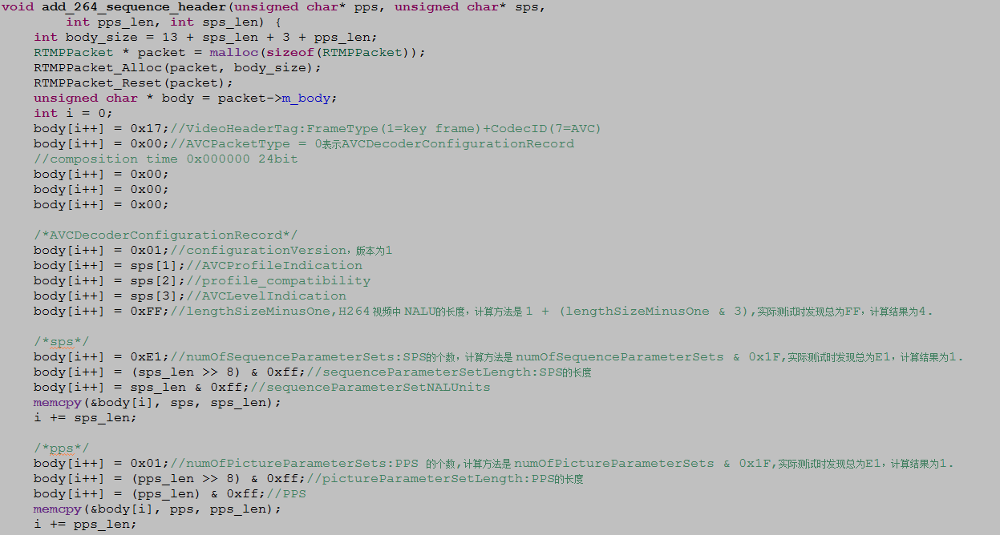 void add_264_sequence_header(unsigned char* pps, unsigned char* sps,
int pps_len, int sps_len) {
int body_size = 13 + sps_len + 3 + pps_len;
RTMPPacket * packet = malloc(sizeof(RTMPPacket));
RTMPPacket_Alloc(packet, body_size);
RTMPPacket_Reset(packet);
unsigned char * body = packet->m_body;
int i = 0;
body[i++] = 0x17;//VideoHeaderTag:FrameType(1=key frame)+CodecID(7=AVC)
body[i++] = 0x00;//AVCPacketType = 0表示AVCDecoderConfigurationRecord
//composition time 0x000000 24bit
body[i++] = 0x00;
body[i++] = 0x00;
body[i++] = 0x00;
/*AVCDecoderConfigurationRecord*/
body[i++] = 0x01;//configurationVersion，版本为1
body[i++] = sps[1];//AVCProfileIndication
body[i++] = sps[2];//profile_compatibility
body[i++] = sps[3];//AVCLevelIndication
body[i++] = 0xFF;//lengthSizeMinusOne,H264 视频中 NALU的长度，计算方法是 1 + (lengthSizeMinusOne & 3),实际测试时发现总为FF，计算结果为4.
/*sps*/
body[i++] = 0xE1;//numOfSequenceParameterSets:SPS的个数，计算方法是 numOfSequenceParameterSets & 0x1F,实际测试时发现总为E1，计算结果为1.
body[i++] = (sps_len >> 8) & 0xff;//sequenceParameterSetLength:SPS的长度
body[i++] = sps_len & 0xff;//sequenceParameterSetNALUnits
memcpy(&body[i], sps, sps_len);
i += sps_len;
/*pps*/
body[i++] = 0x01;//numOfPictureParameterSets:PPS 的个数,计算方法是 numOfPictureParameterSets & 0x1F,实际测试时发现总为E1，计算结果为1.
body[i++] = (pps_len >> 8) & 0xff;//pictureParameterSetLength:PPS的长度
body[i++] = (pps_len) & 0xff;//PPS
memcpy(&body[i], pps, pps_len);
i += pps_len;